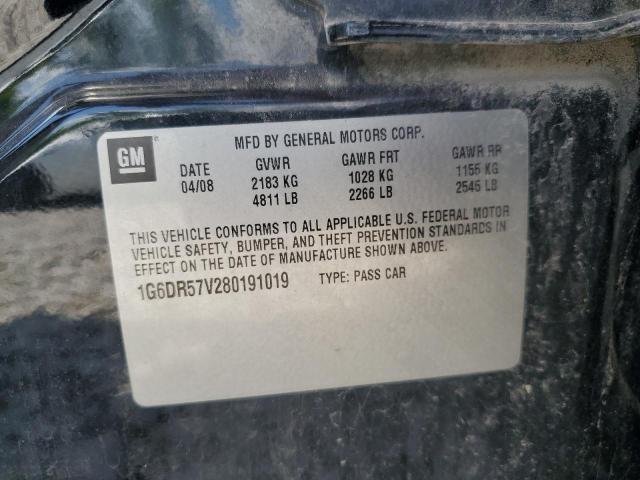 MFD BY GENERAL MOTORS CORP.
GM
DATE GVWR GAWR FRT GAWR RR
04/08 2183 KG 1028 KG 1155 KG
4811 LB 2266 LB 2545 LB
THIS VEHICLE CONFORMS TO ALL APPLICABLE U.S. FEDERAL MOTOR
VEHICLE SAFETY, BUMPER, AND THEFT PREVENTION STANDARDS IN
EFFECT ON THE DATE OF MANUFACTURE SHOWN ABOVE.
1G6DR57V280191019 TYPE: PASS CAR